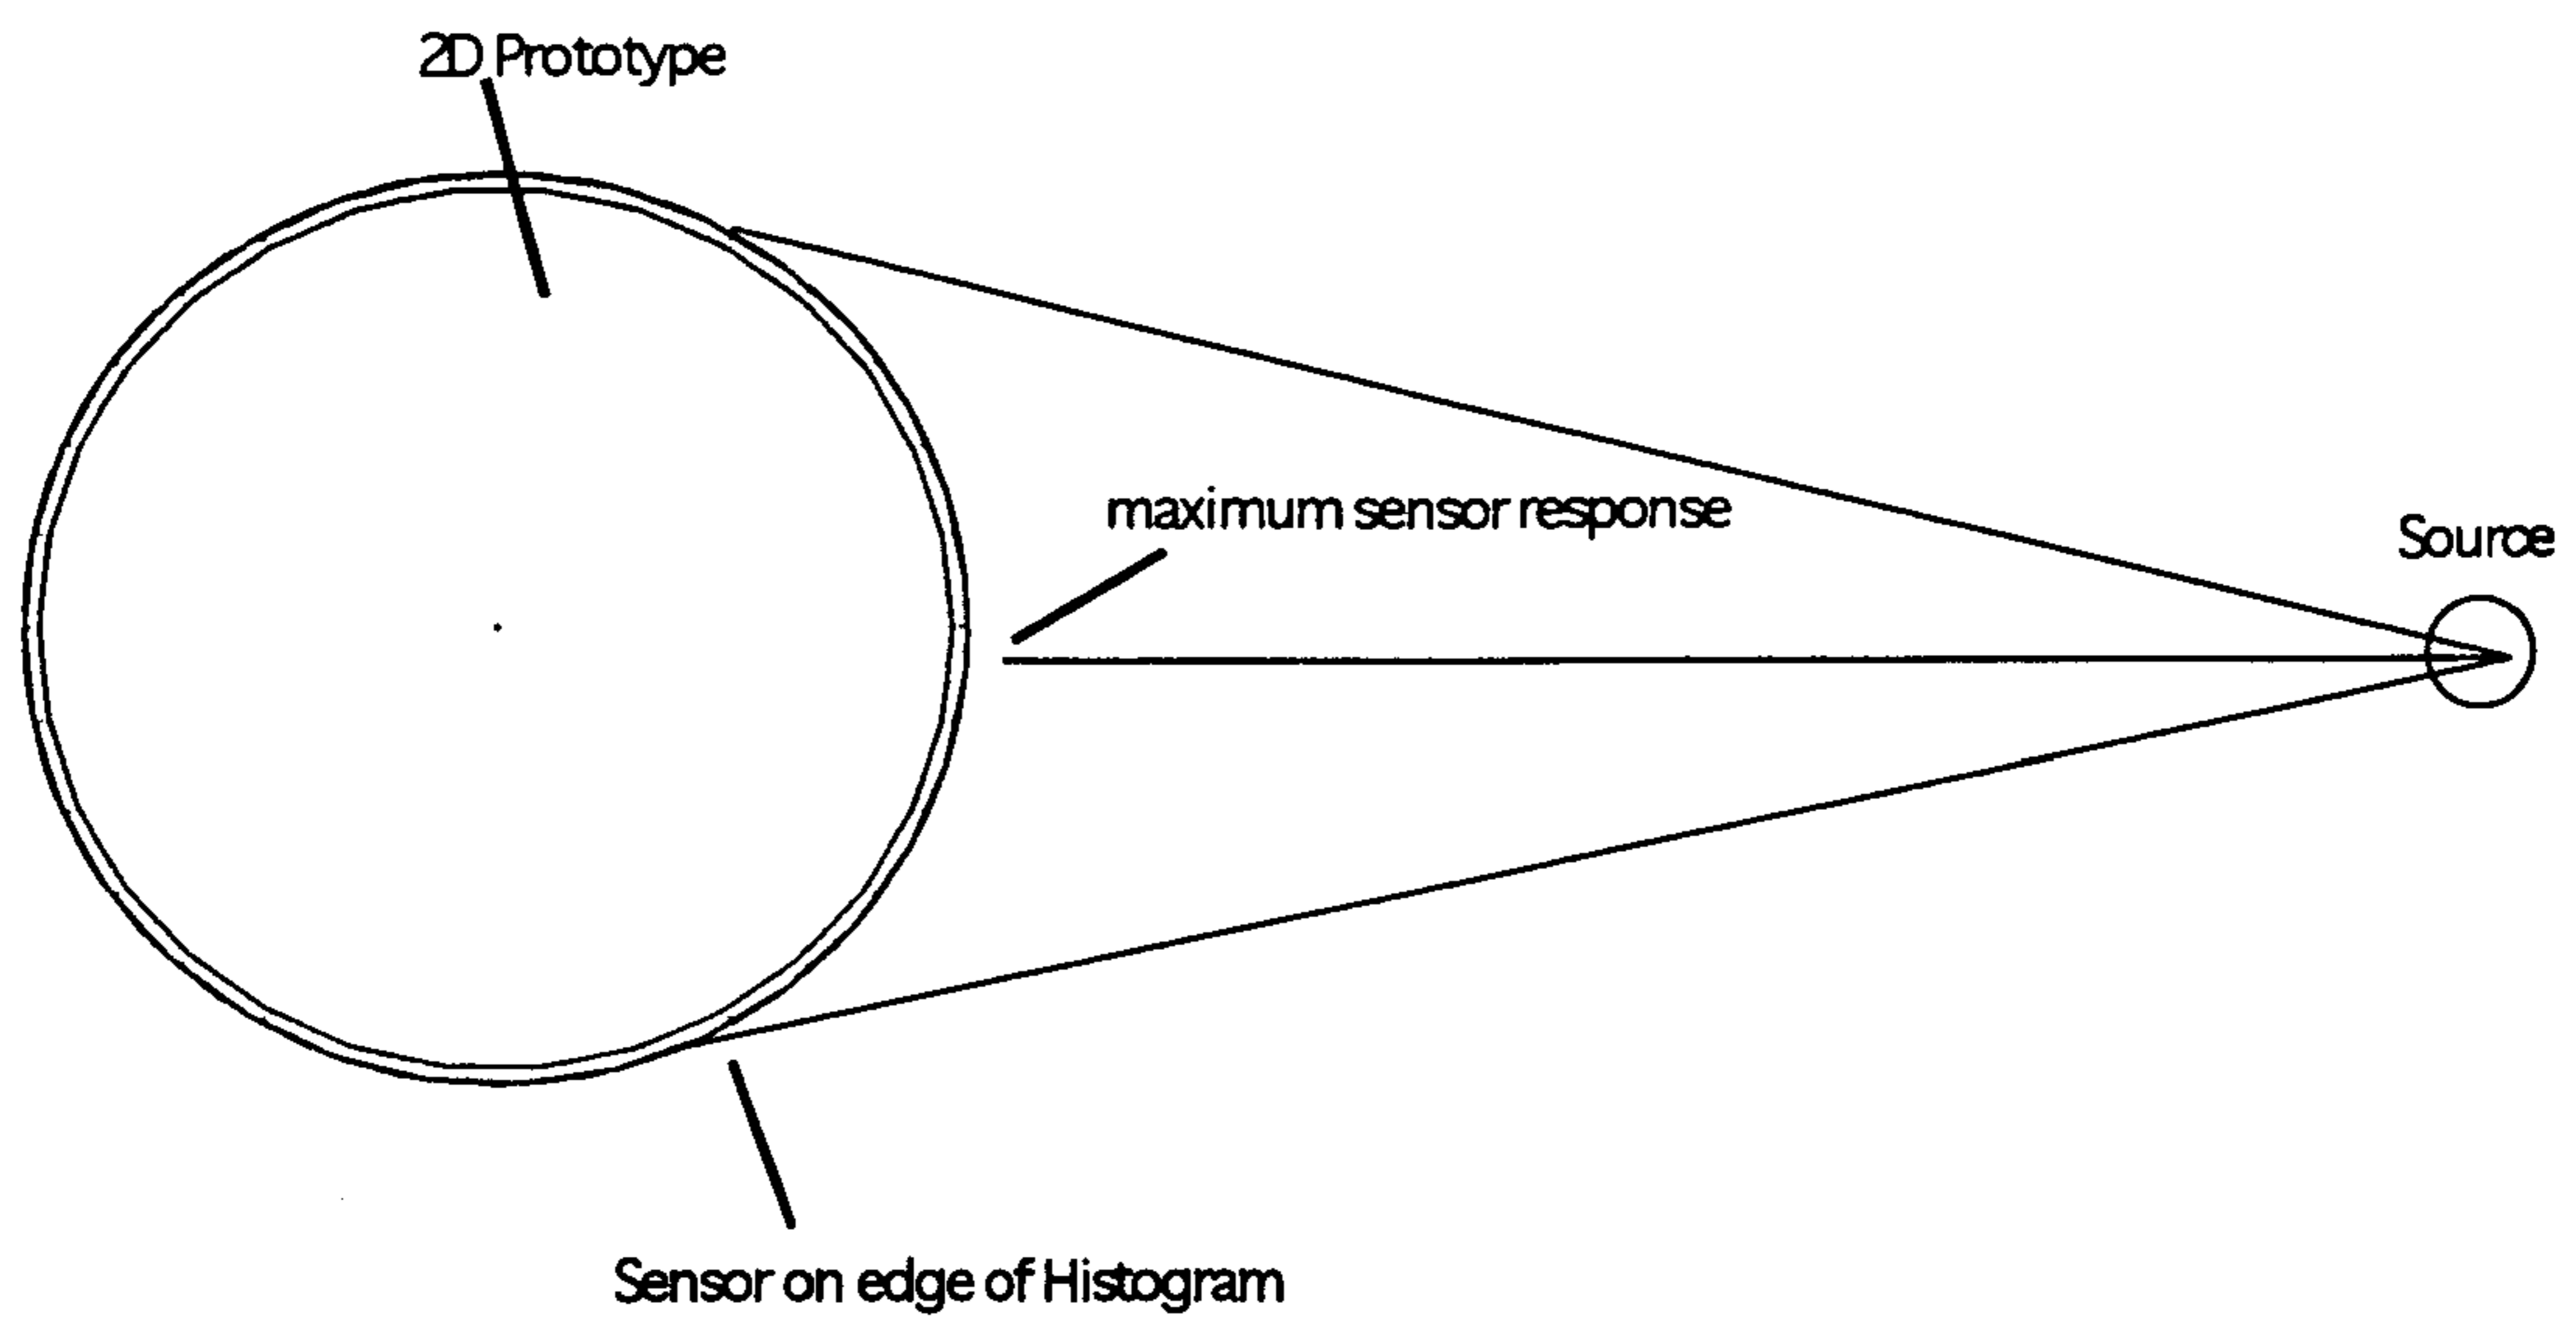 2D Prototype
maximum sensor response
Source
Sensor on edge of Histogram